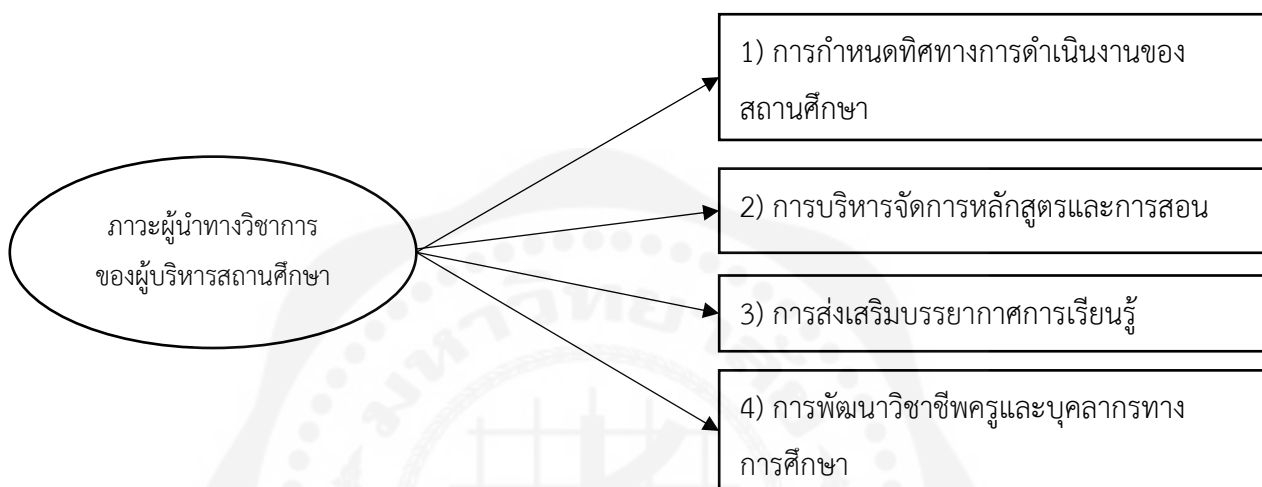 1) การกำหนดทิศทางการดำเนินงานของ
สถานศึกษา
ภาวะผู้นำทางวิชาการ
ของผู้บริหารสถานศึกษา
2) การบริหารจัดการหลักสูตรและการสอน
3) การส่งเสริมบรรยากาศการเรียนรู้
4) การพัฒนาวิชาชีพครูและบุคลากรทาง
การศึกษา